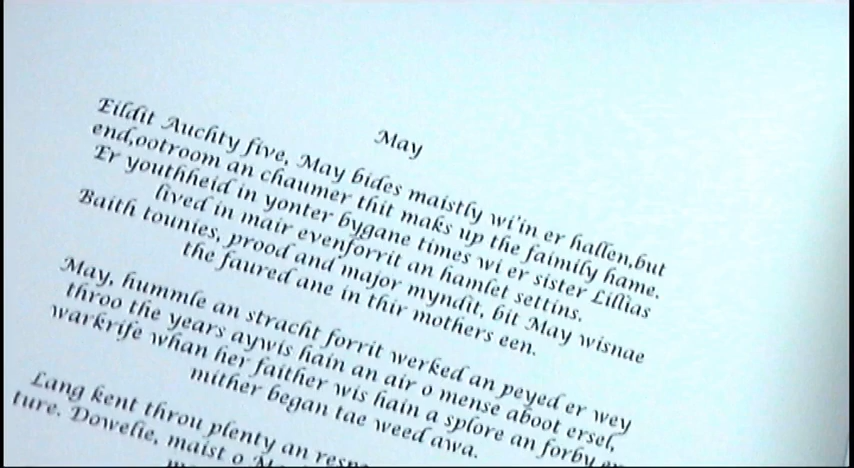 May
Eildit Auchty five, May bides maistly wi'in er hallen,but
end,ootroom an chaumer thit maks up the faimily hame.
Er youthheid in yonter bygane times wi er sister Lillias
lived in mair evenforrit an hamlet settins.
Baith tounies, prood and major myndit, bit May wisnae
the faured ane in thir mothers een.
May, hummle an stracht forrit werked an peyed er wey
throo the years aywis hain an air o mense aboot ersel,
warkrife whan her faither wis hain a splore an forby
mither began tae weed awa.
Lang kent throu plenty an
ture. Dowelie, maist o